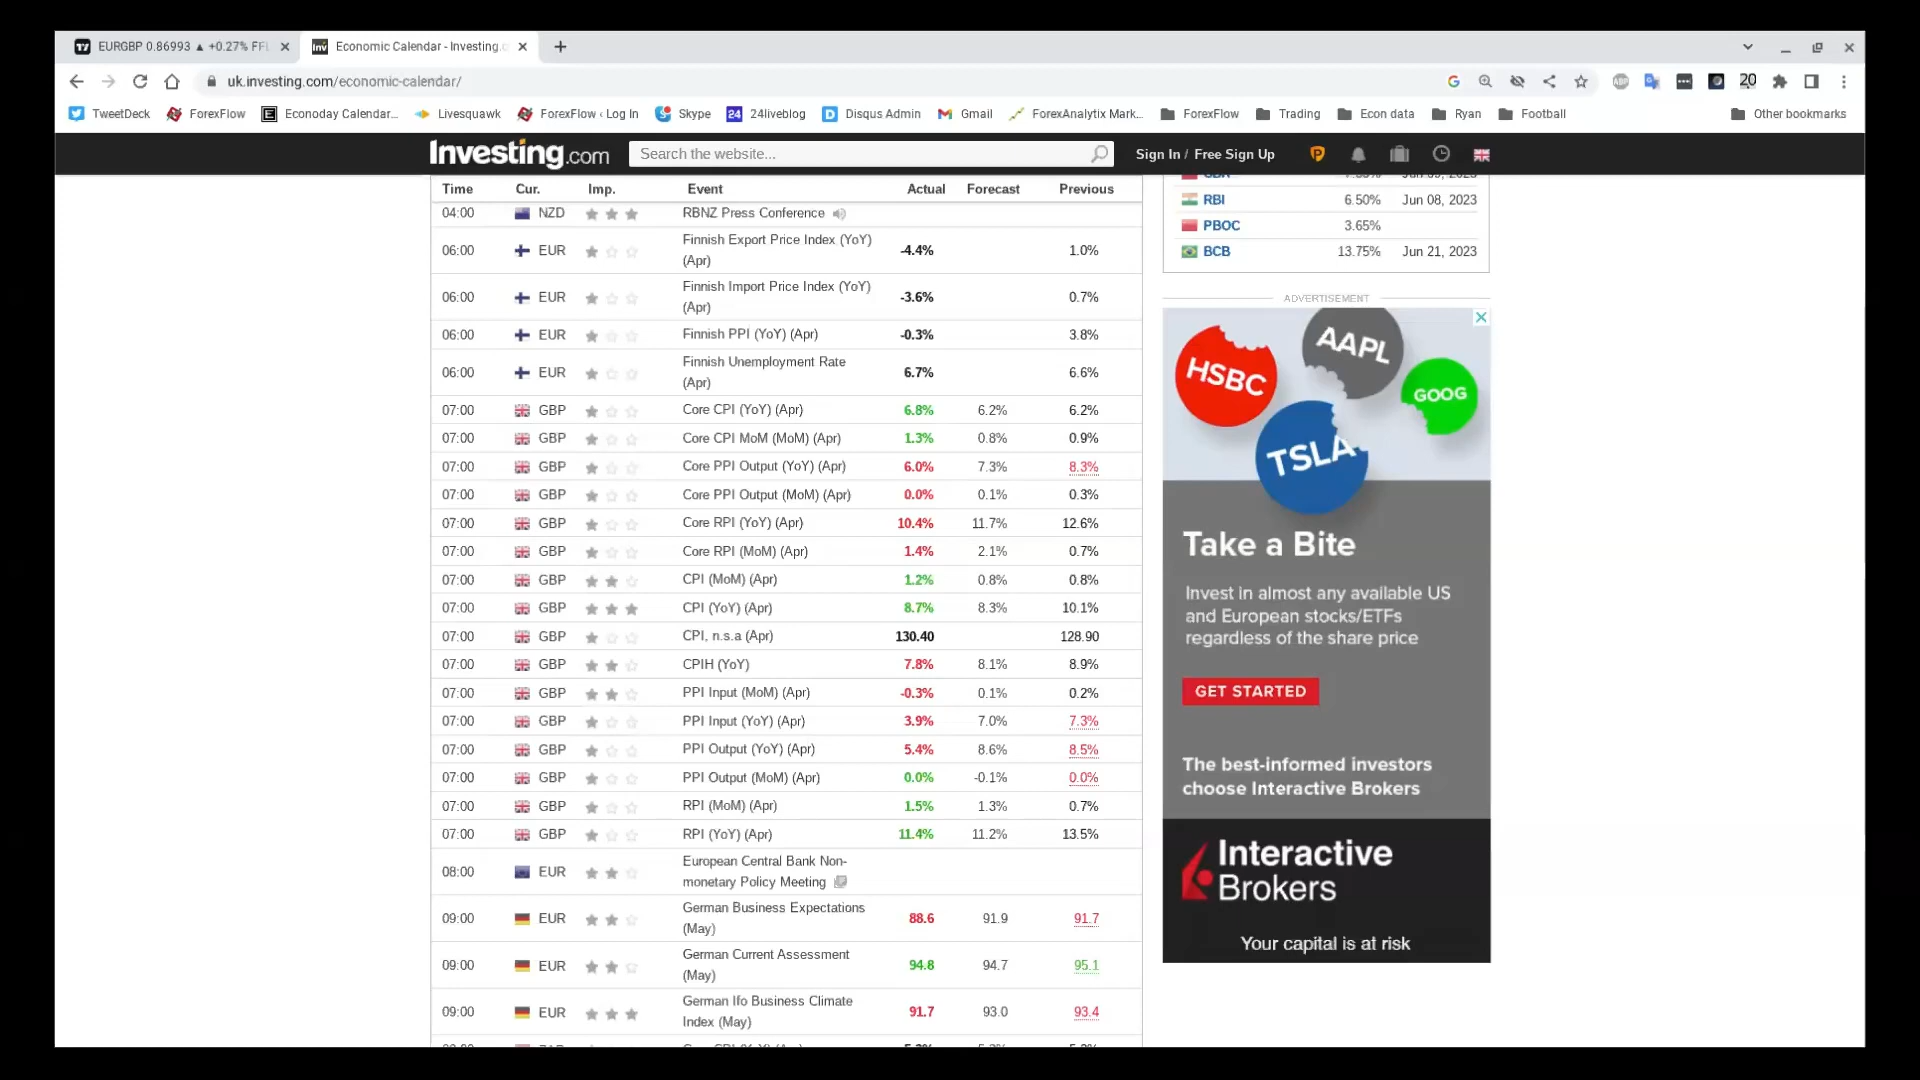 EURGBP 0.86993 ▲ +0.27% FFL
Economic Calendar - Investing.c
uk.investing.com/economic-calendar/
20
TweetDeck ForexFlow Econoday Calendar... Livesquawk ForexFlow ‹ Log In Skype 24 24liveblog Disqus Admin Gmail ForexAnalytix Mark... ForexFlow Trading Econ data Ryan Football Other bookmarks
Investing.com Search the website... Sign In / Free Sign Up
Time Cur. Imp. Event Actual Forecast Previous
04:00 NZD RBNZ Press Conference
06:00 EUR Finnish Export Price Index (YoY) (Apr) -4.4% 1.0%
06:00 EUR Finnish Import Price Index (YoY) (Apr) -3.6% 0.7%
06:00 EUR Finnish PPI (YoY) (Apr) -0.3% 3.8%
06:00 EUR Finnish Unemployment Rate (Apr) 6.7% 6.6%
07:00 GBP Core CPI (YoY) (Apr) 6.8% 6.2% 6.2%
07:00 GBP Core CPI MoM (MoM) (Apr) 1.3% 0.8% 0.9%
07:00 GBP Core PPI Output (YoY) (Apr) 6.0% 7.3% 8.3%
07:00 GBP Core PPI Output (MoM) (Apr) 0.0% 0.1% 0.3%
07:00 GBP Core RPI (YoY) (Apr) 10.4% 11.7% 12.6%
07:00 GBP Core RPI (MoM) (Apr) 1.4% 2.1% 0.7%
07:00 GBP CPI (MoM) (Apr) 1.2% 0.8% 0.8%
07:00 GBP CPI (YoY) (Apr) 8.7% 8.3% 10.1%
07:00 GBP CPI, n.s.a (Apr) 130.40 128.90
07:00 GBP CPIH (YoY) 7.8% 8.1% 8.9%
07:00 GBP PPI Input (MoM) (Apr) -0.3% 0.1% 0.2%
07:00 GBP PPI Input (YoY) (Apr) 3.9% 7.0% 7.3%
07:00 GBP PPI Output (YoY) (Apr) 5.4% 8.6% 8.5%
07:00 GBP PPI Output (MoM) (Apr) 0.0% -0.1% 0.0%
07:00 GBP RPI (MoM) (Apr) 1.5% 1.3% 0.7%
07:00 GBP RPI (YoY) (Apr) 11.4% 11.2% 13.5%
08:00 EUR European Central Bank Non-monetary Policy Meeting
09:00 EUR German Business Expectations (May) 88.6 91.9 91.7
09:00 EUR German Current Assessment (May) 94.8 94.7 95.1
09:00 EUR German Ifo Business Climate Index (May) 91.7 93.0 93.4
RBI 6.50% Jun 08, 2023
PBOC 3.65%
BCB 13.75% Jun 21, 2023
ADVERTISEMENT
HSBC
AAPL
GOOG
TSLA
Take a Bite
Invest in almost any available US
and European stocks/ETFs
regardless of the share price
GET STARTED
The best-informed investors
choose Interactive Brokers
Interactive
Brokers
Your capital is at risk